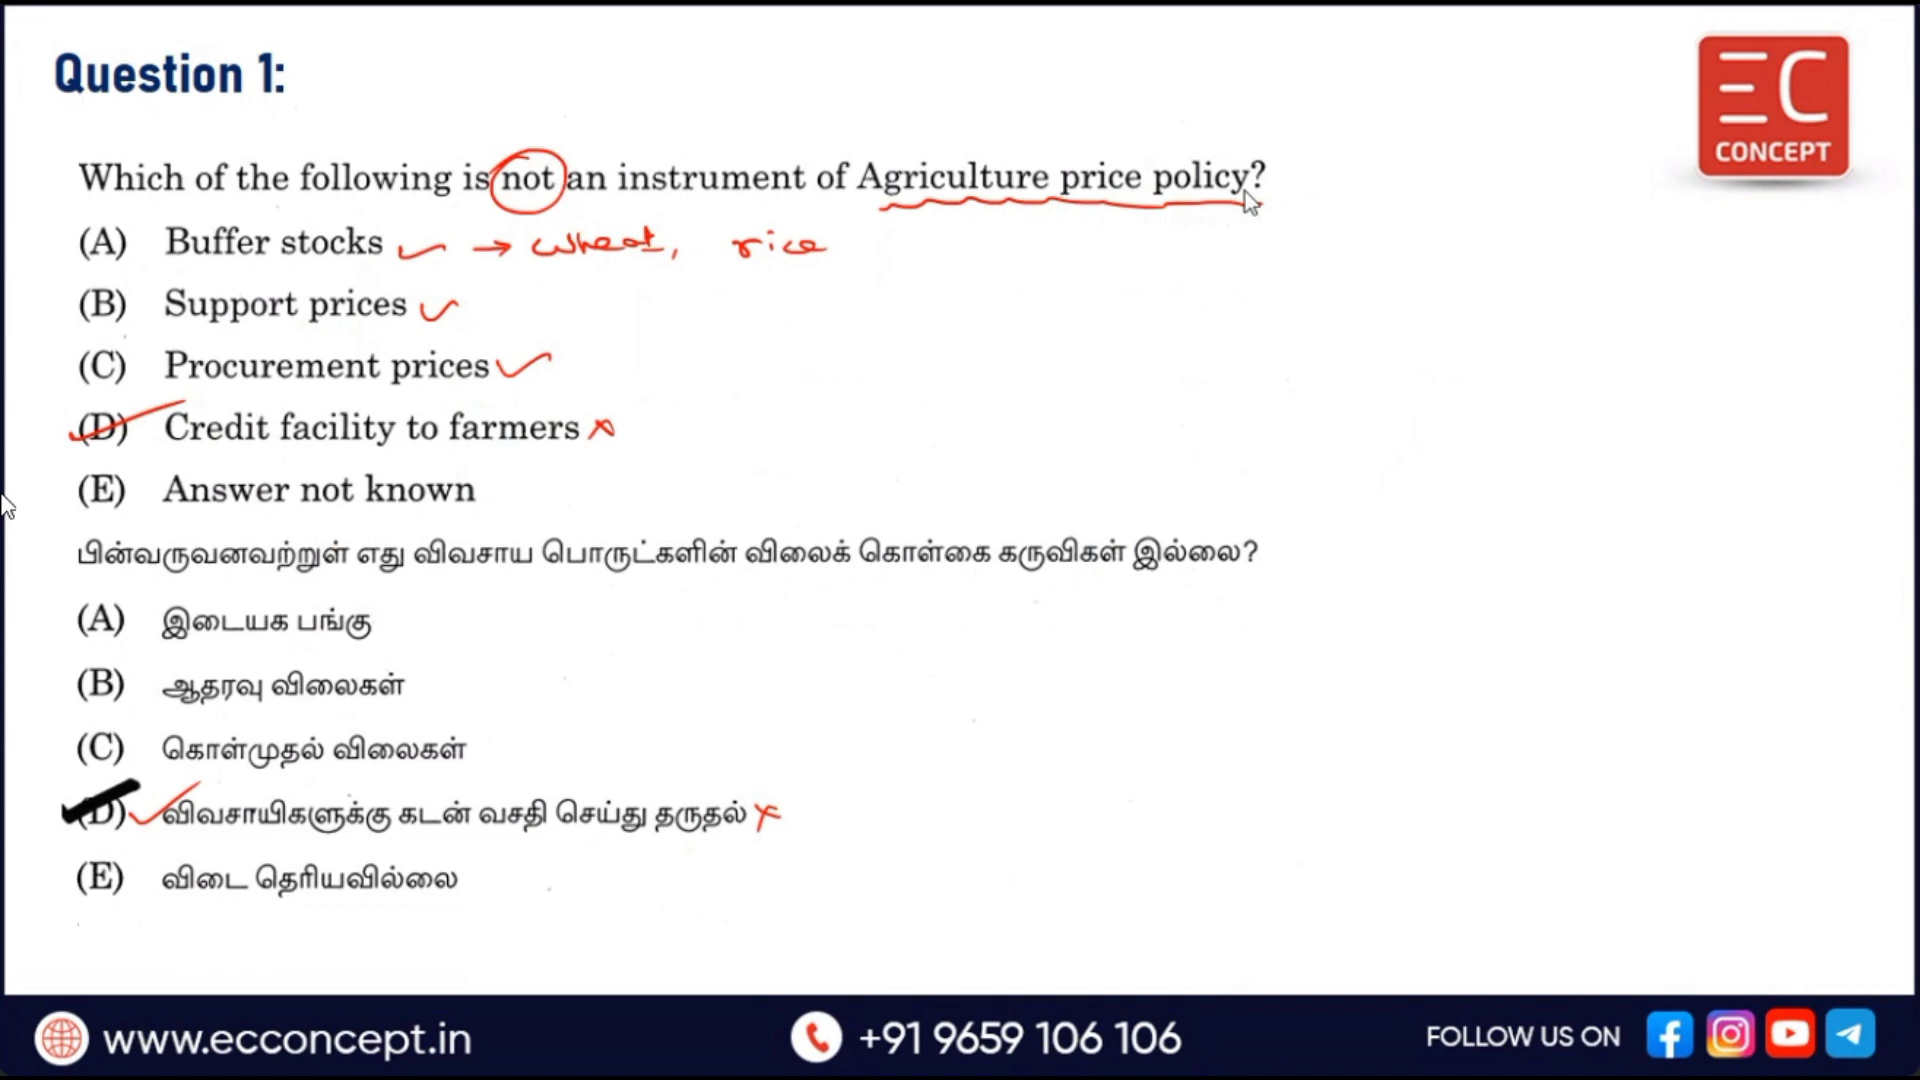 Question 1:
EC
CONCEPT
Which of the following is not an instrument of Agriculture price policy?
(A) Buffer stocks → wheat, rice
(B) Support prices
(C) Procurement prices
(D) Credit facility to farmers
(E) Answer not known
பின்வருவனவற்றுள் எது விவசாய பொருட்களின் விலைக் கொள்கை கருவிகள் இல்லை?
(A) இடையக பங்கு
(B) ஆதரவு விலைகள்
(C) கொள்முதல் விலைகள்
(D) விவசாயிகளுக்கு கடன் வசதி செய்து தருதல்
(E) விடை தெரியவில்லை
www.ecconcept.in +91 9659 106 106 FOLLOW US ON